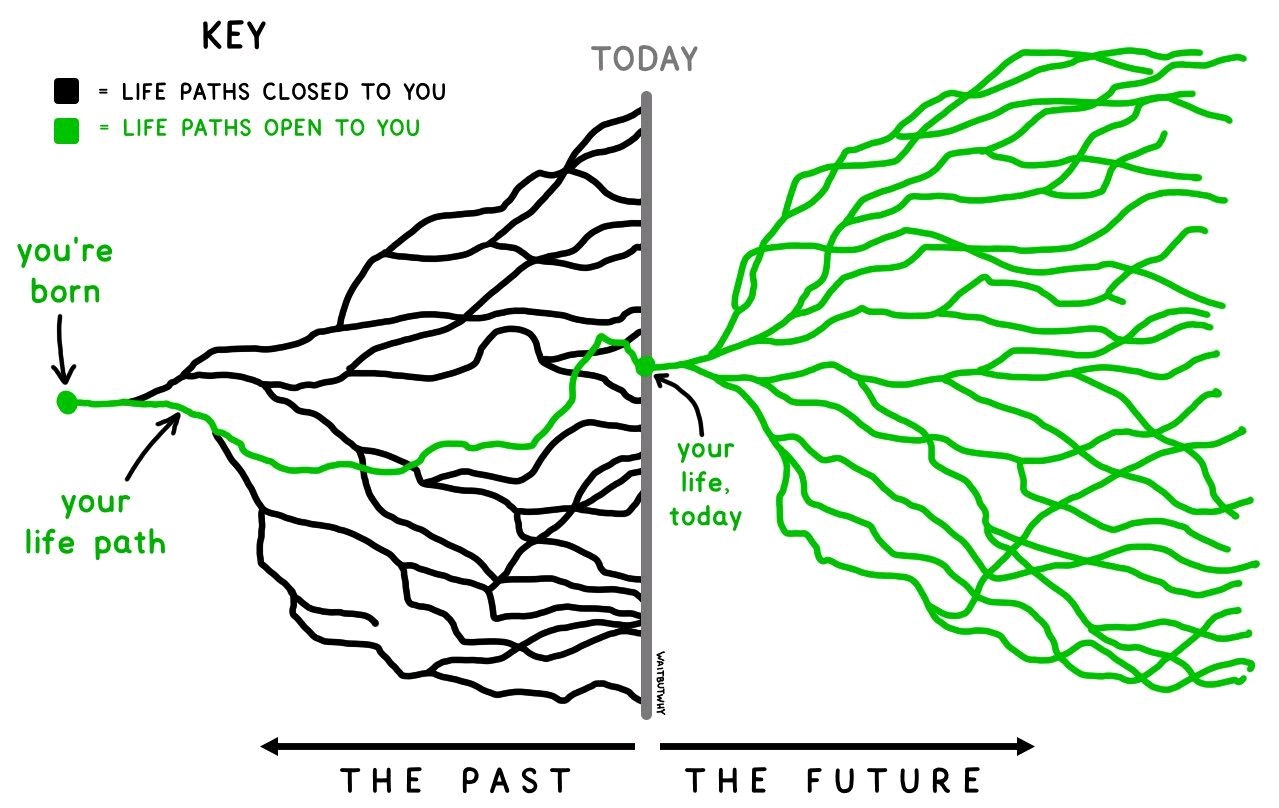 KEY
= LIFE PATHS CLOSED TO YOU
= LIFE PATHS OPEN TO YOU
TODAY
you're
born
your
life path
your
life,
today
WAITBUTWHY
THE PAST
THE FUTURE